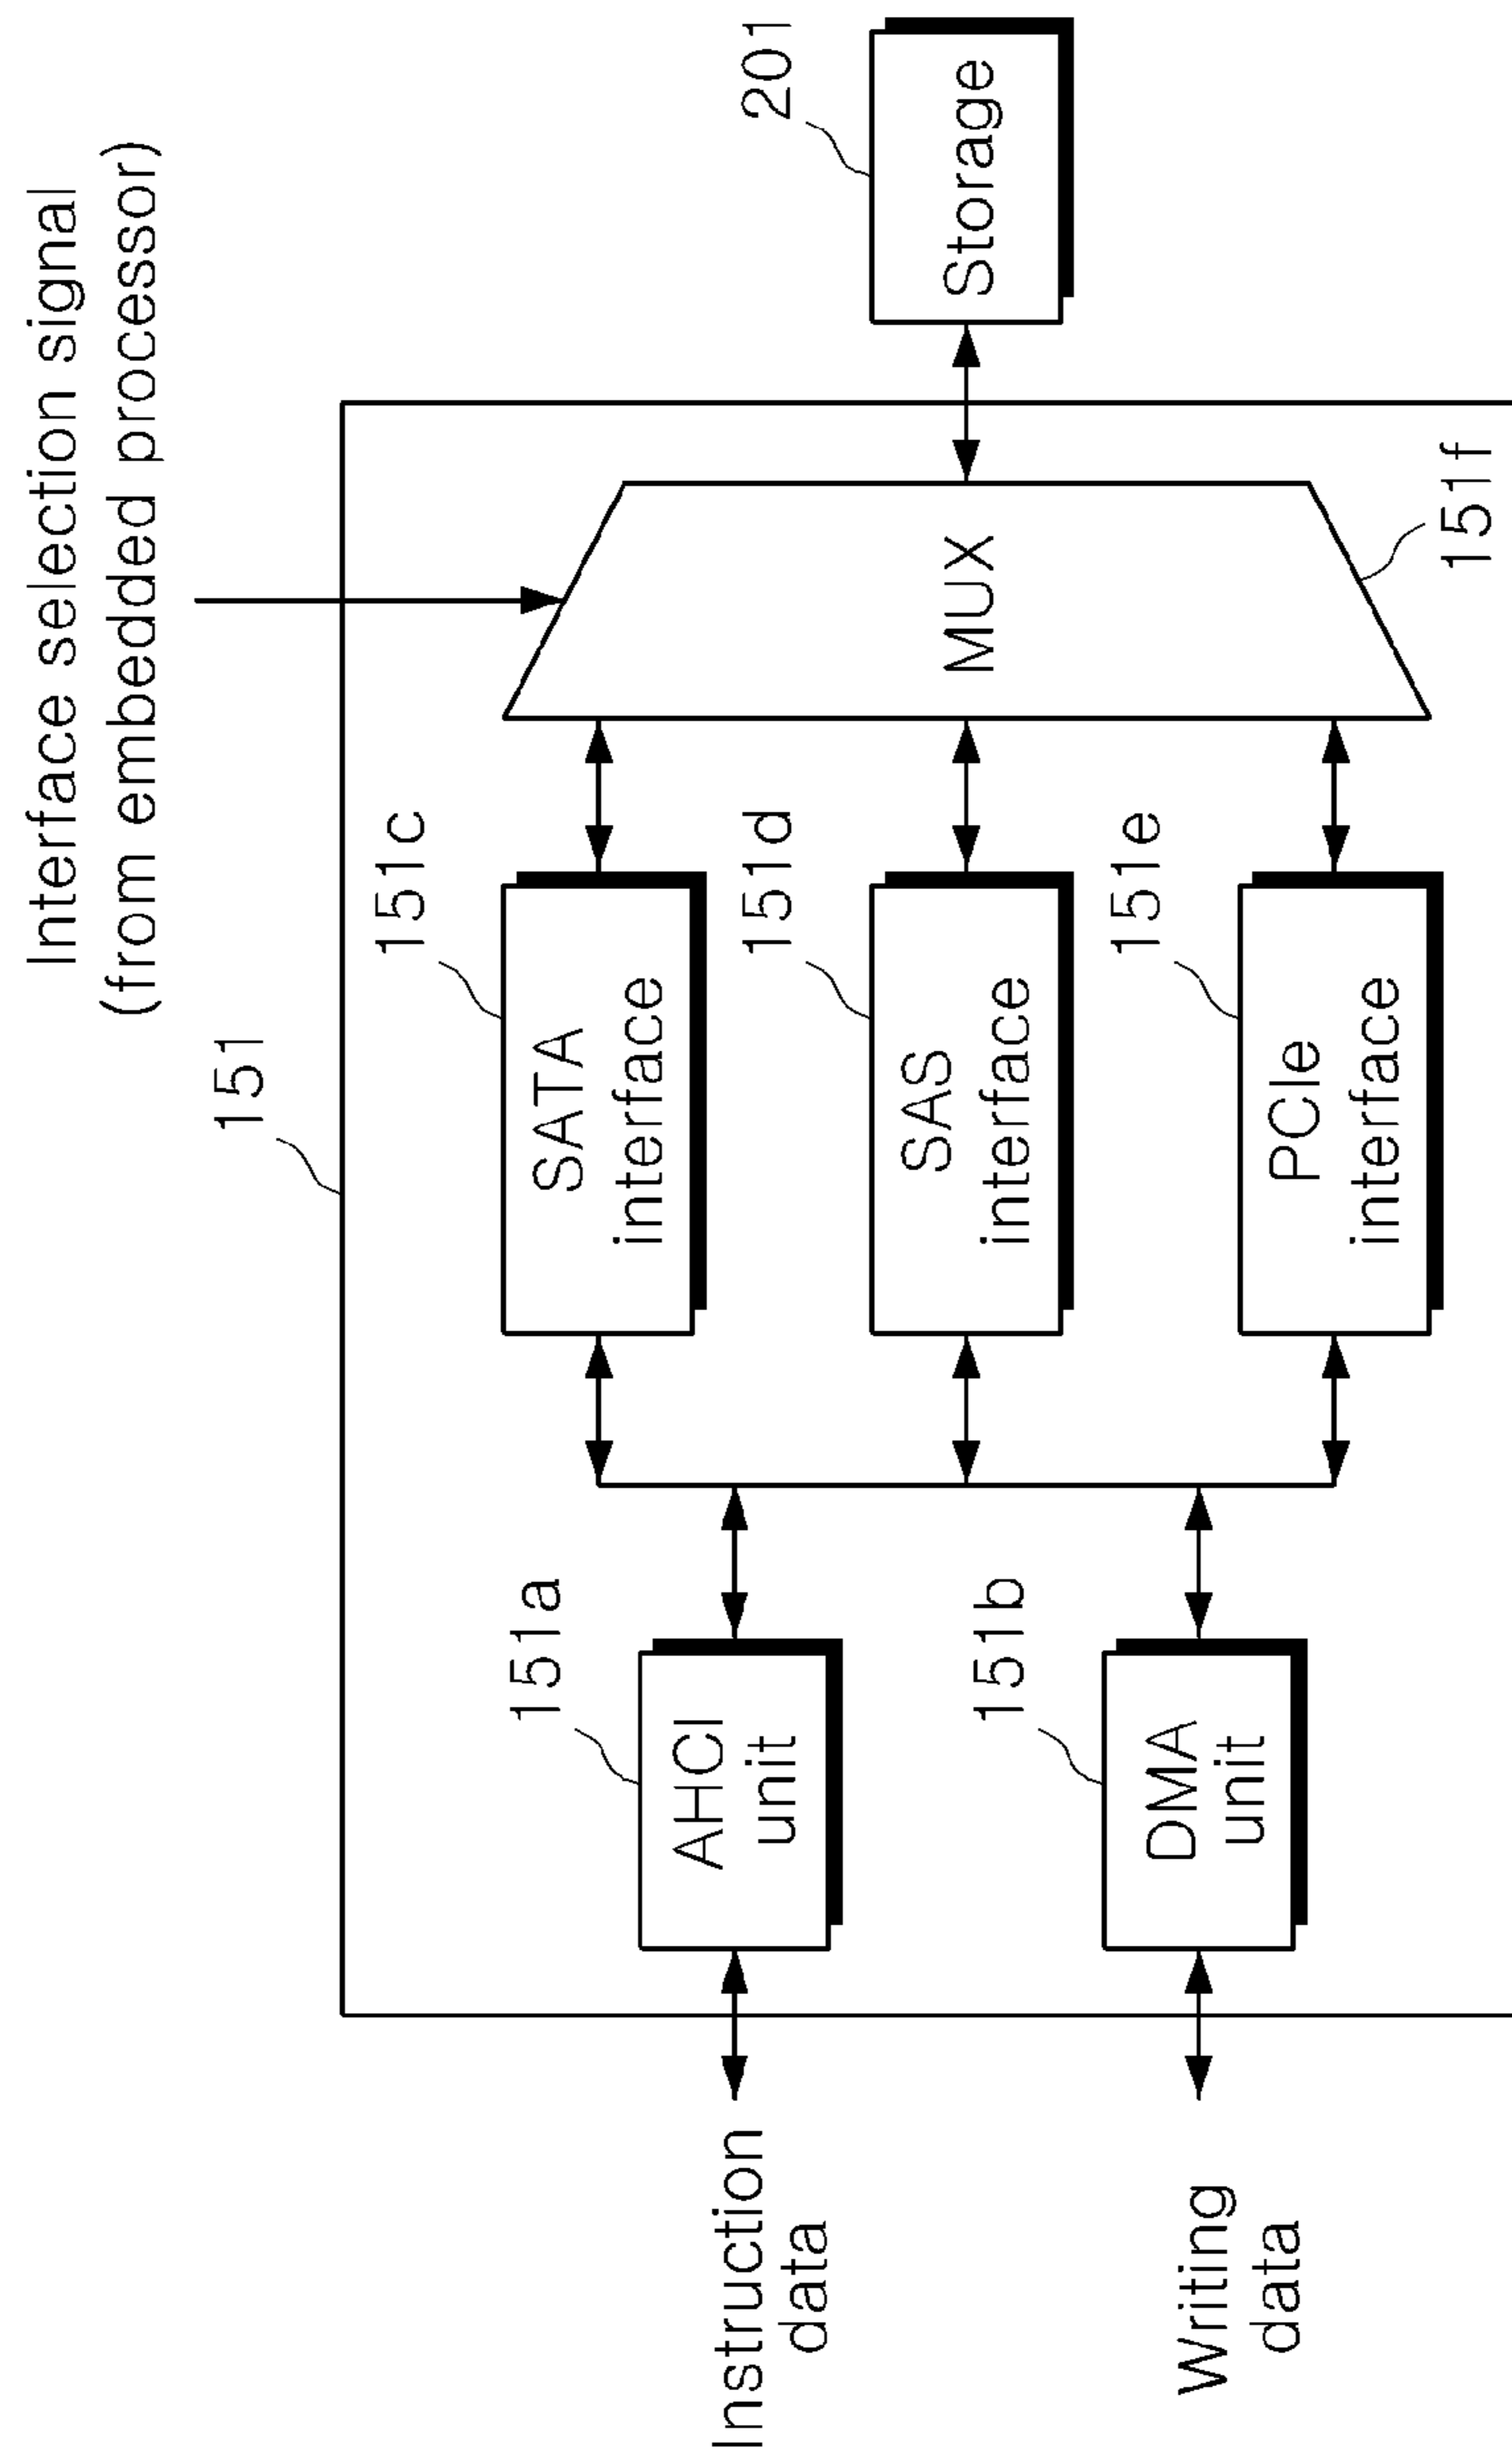 Interface selection signal
(from embedded processor)
151
151c
SATA
interface
151a
AHCI
unit
Instruction
data
151d
SAS
interface
MUX
201
Storage
151b
DMA
unit
Writing
data
151e
PCIe
interface
151f